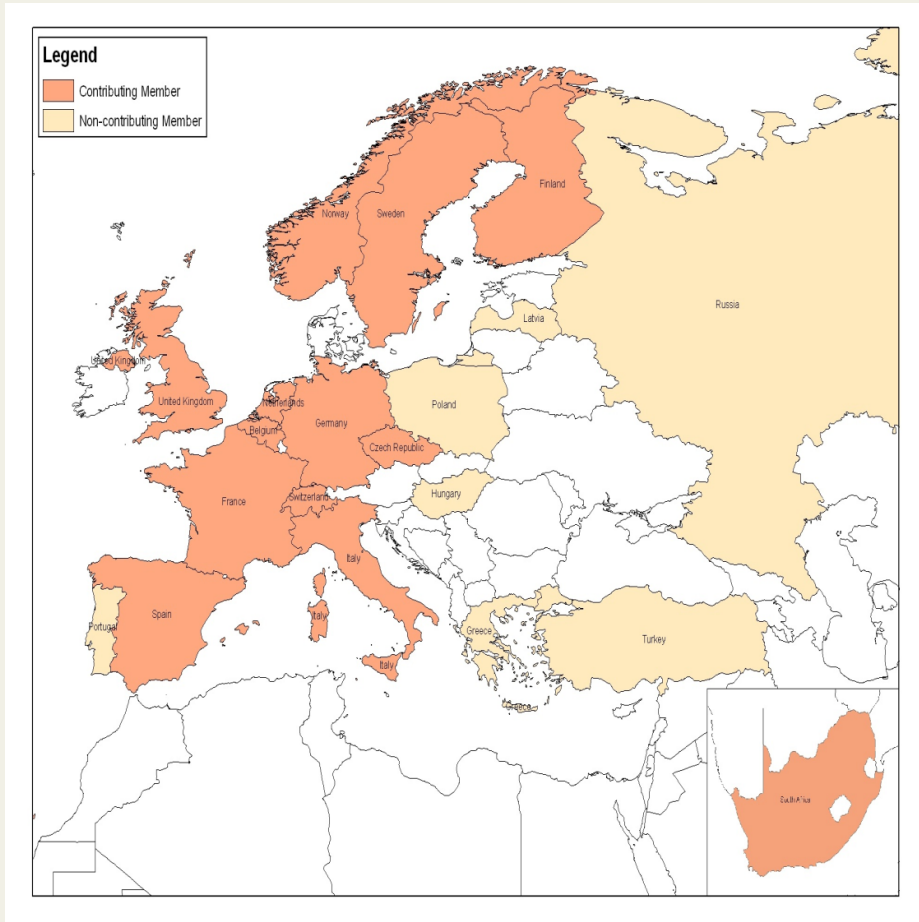 Legend
Contributing Member
Non-contributing Member
Finland
Norway
Sweden
Russia
Latvia
United Kingdom
United Kingdom
Netherlands
Poland
Germany
Belgium
Czech Republic
Switzerland
Hungary
France
Italy
Spain
Italy
Portugal
Greece
Turkey
Italy
Greece
South Africa